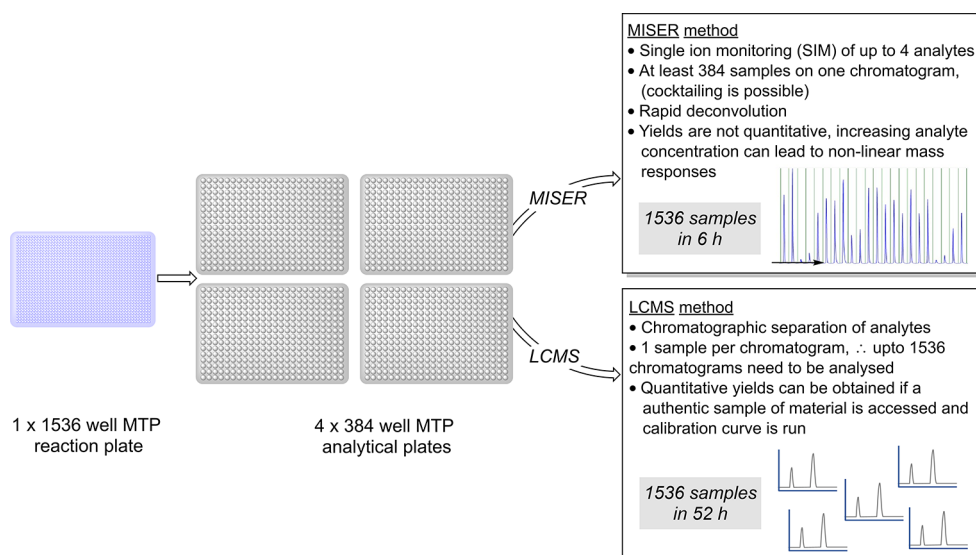 MISER method
• Single ion monitoring (SIM) of up to 4 analytes
• At least 384 samples on one chromatogram,
(cocktailing is possible)
• Rapid deconvolution
• Yields are not quantitative, increasing analyte
concentration can lead to non-linear mass
responses
1536 samples
in 6 h
MISER
LCMS
LCMS method
• Chromatographic separation of analytes
• 1 sample per chromatogram, ∴ upto 1536
chromatograms need to be analysed
• Quantitative yields can be obtained if a
authentic sample of material is accessed and
calibration curve is run
1536 samples
in 52 h
1 x 1536 well MTP
reaction plate
4 x 384 well MTP
analytical plates